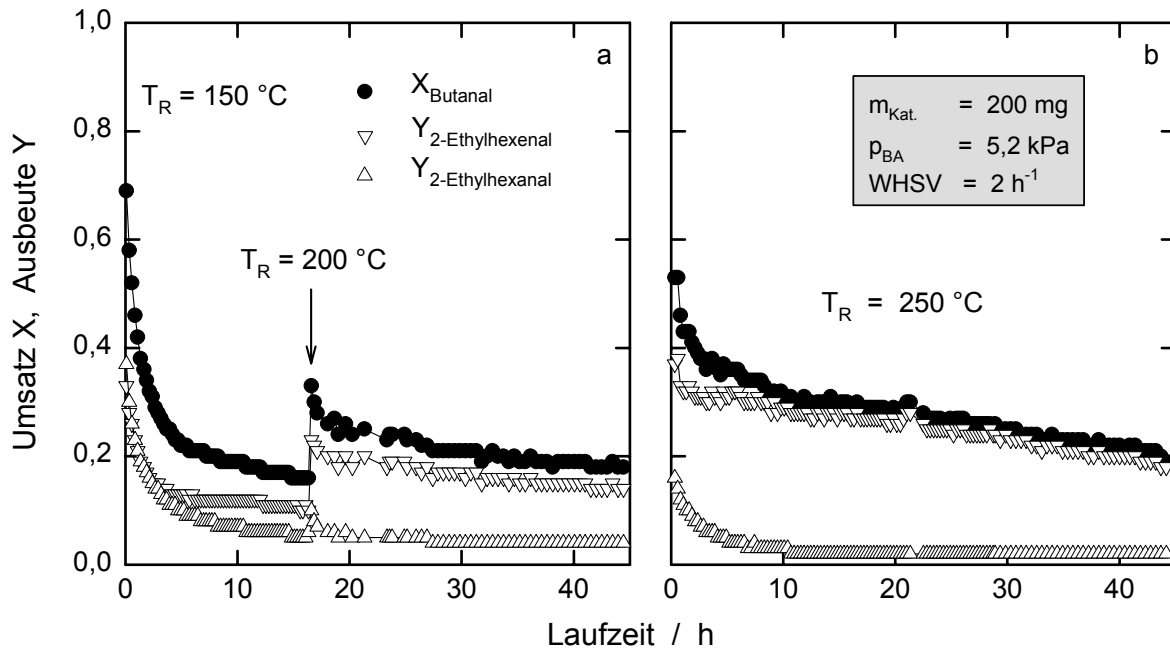 Umsatz X, Ausbeute Y
1,0
0,8
0,6
0,4
0,2
0,0
a
T_R = 150 °C
X_Butanal
Y_2-Ethylhexenal
Y_2-Ethylhexanal
T_R = 200 °C
0 10 20 30 40
b
m_Kat. = 200 mg
p_BA = 5,2 kPa
WHSV = 2 h⁻¹
T_R = 250 °C
0 10 20 30 40
Laufzeit / h